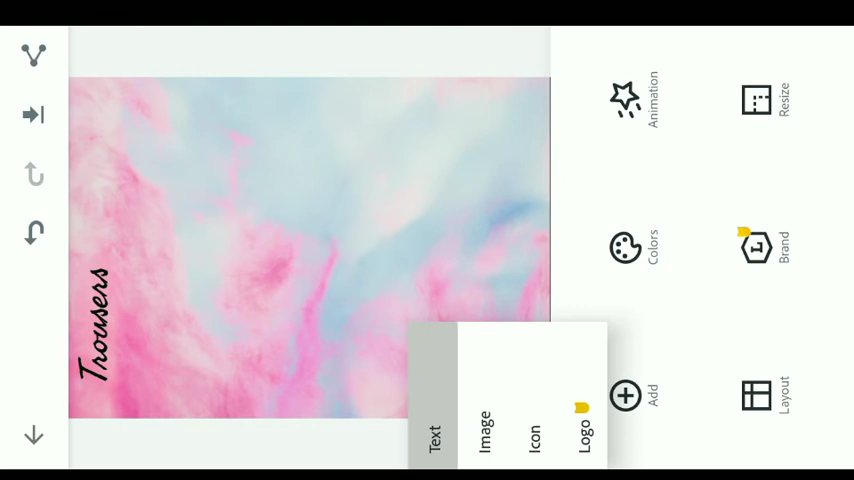 Trousers
Text
Image
Icon
Logo
Add
Colors
Animation
Layout
L
Brand
Resize